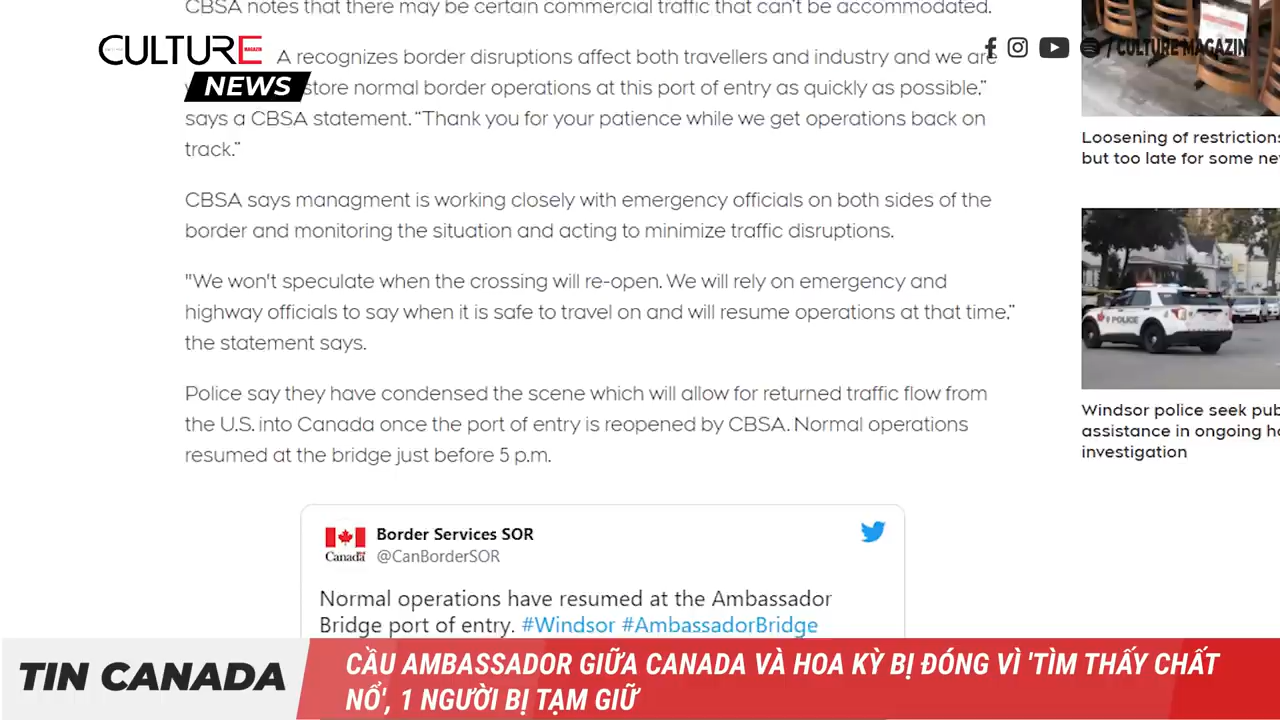 CBSA notes that there may be certain commercial traffic that can't be accommodated.
CULTURE
MAGAZIN
NEWS
/ CULTURE MAGAZIN
A recognizes border disruptions affect both travellers and industry and we are
store normal border operations at this port of entry as quickly as possible,”
says a CBSA statement. “Thank you for your patience while we get operations back on
track.”
CBSA says managment is working closely with emergency officials on both sides of the
border and monitoring the situation and acting to minimize traffic disruptions.
"We won't speculate when the crossing will re-open. We will rely on emergency and
highway officials to say when it is safe to travel on and will resume operations at that time,”
the statement says.
Police say they have condensed the scene which will allow for returned traffic flow from
the U.S. into Canada once the port of entry is reopened by CBSA. Normal operations
resumed at the bridge just before 5 p.m.
Loosening of restrictions
but too late for some ne
POLICE
Windsor police seek pub
assistance in ongoing ho
investigation
Canada
Border Services SOR
@CanBorderSOR
Normal operations have resumed at the Ambassador
Bridge port of entry. #Windsor #AmbassadorBridge
TIN CANADA
CẦU AMBASSADOR GIỮA CANADA VÀ HOA KỲ BỊ ĐÓNG VÌ 'TÌM THẤY CHẤT
NỔ', 1 NGƯỜI BỊ TẠM GIỮ